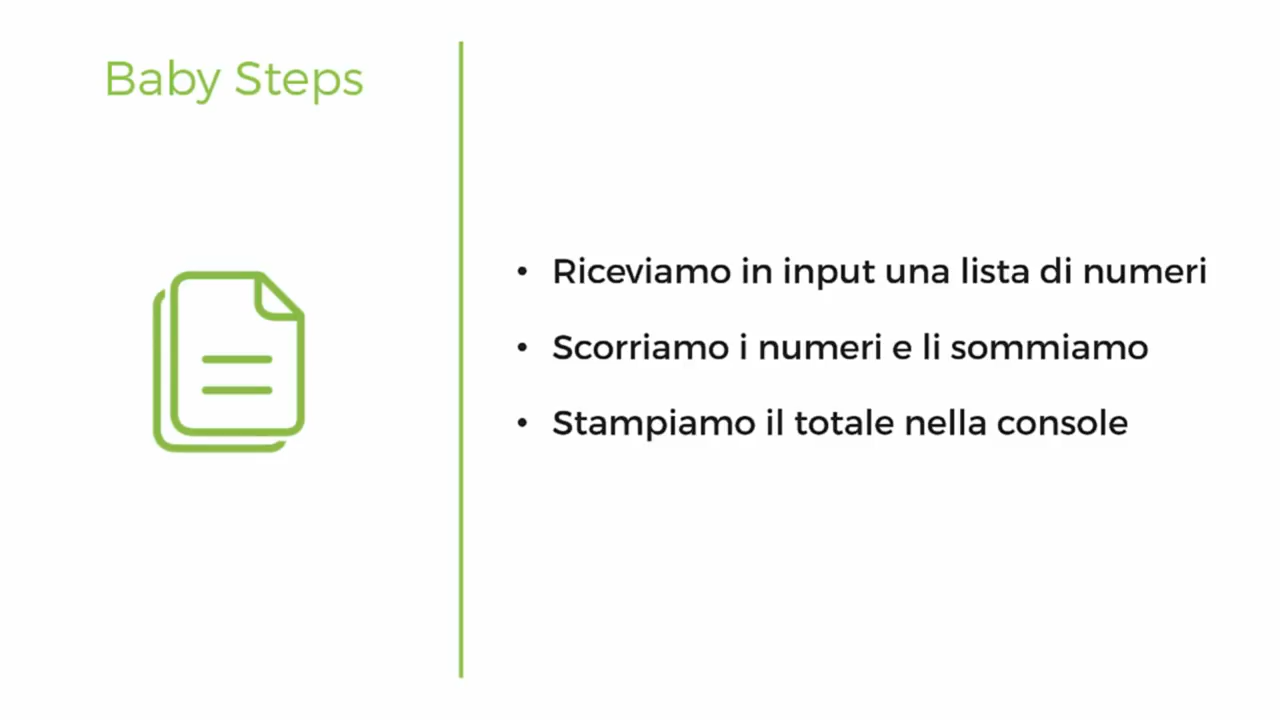 Baby Steps
• Riceviamo in input una lista di numeri
• Scorriamo i numeri e li sommiamo
• Stampiamo il totale nella console